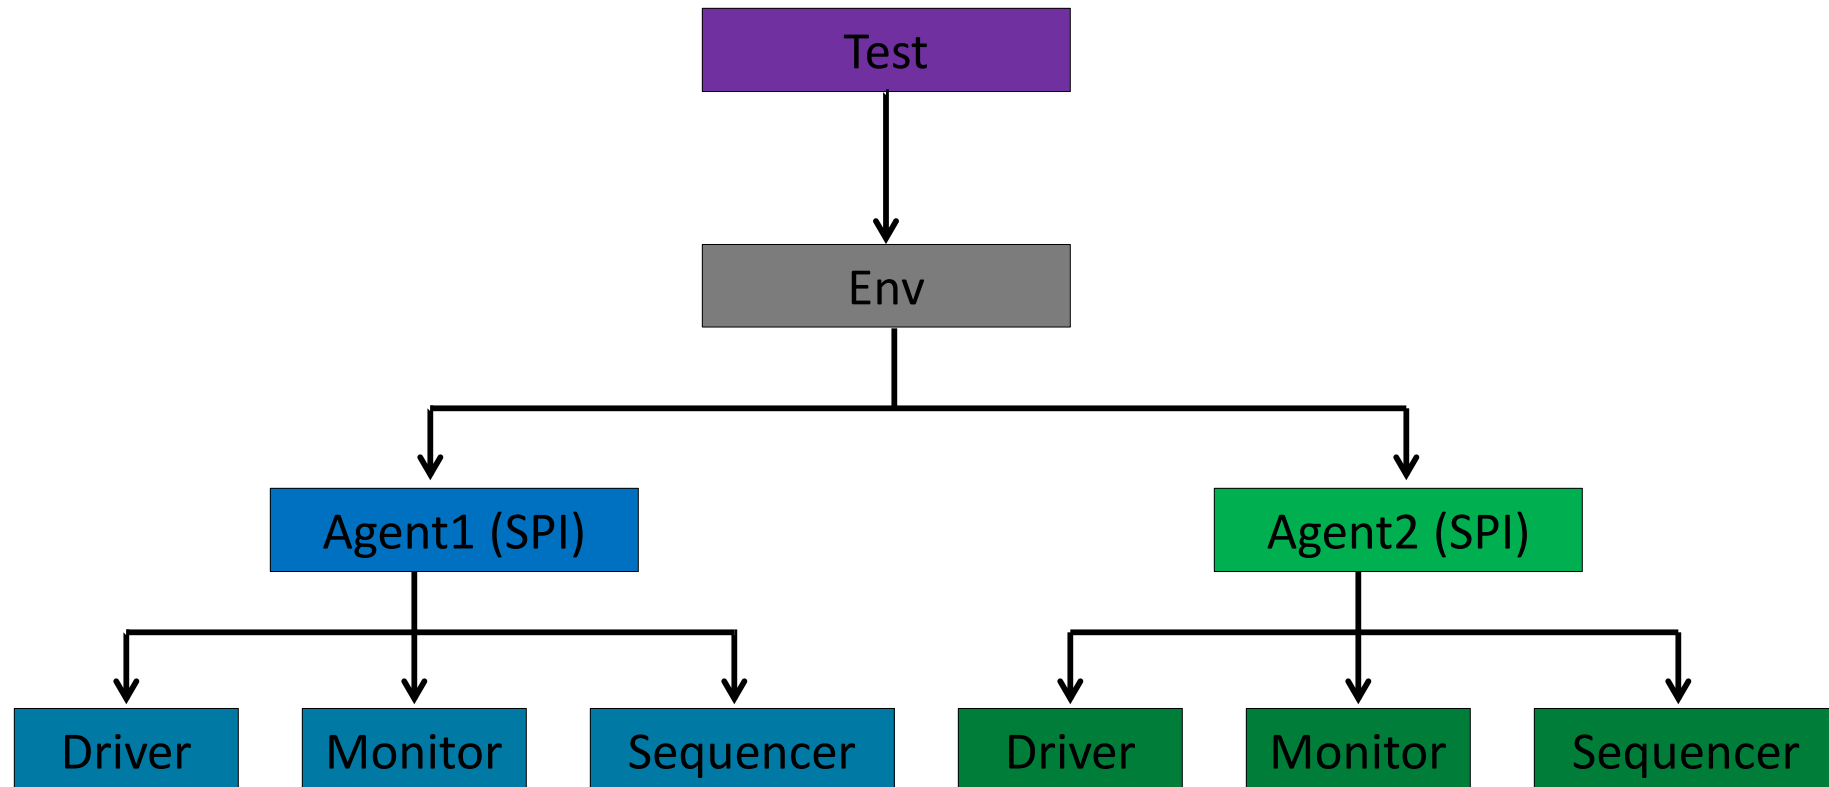 Test
Env
Agent1 (SPI)
Agent2 (SPI)
Driver
Monitor
Sequencer
Driver
Monitor
Sequencer